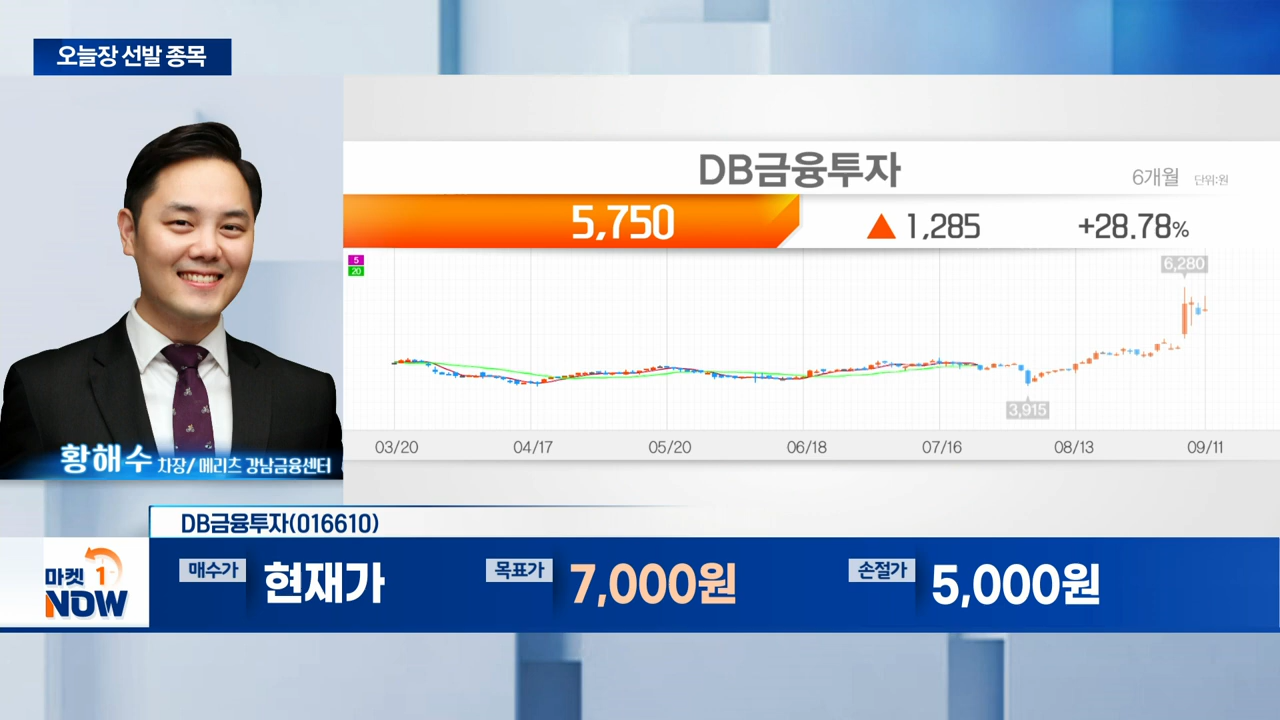 오늘장 선발 종목
DB금융투자
6개월 단위:원
5,750 ▲ 1,285 +28.78%
5
20
6,280
3,915
03/20 04/17 05/20 06/18 07/16 08/13 09/11
황해수 차장/ 메리츠 강남금융센터
DB금융투자(016610)
마켓 1
NOW
매수가 현재가 목표가 7,000원 손절가 5,000원